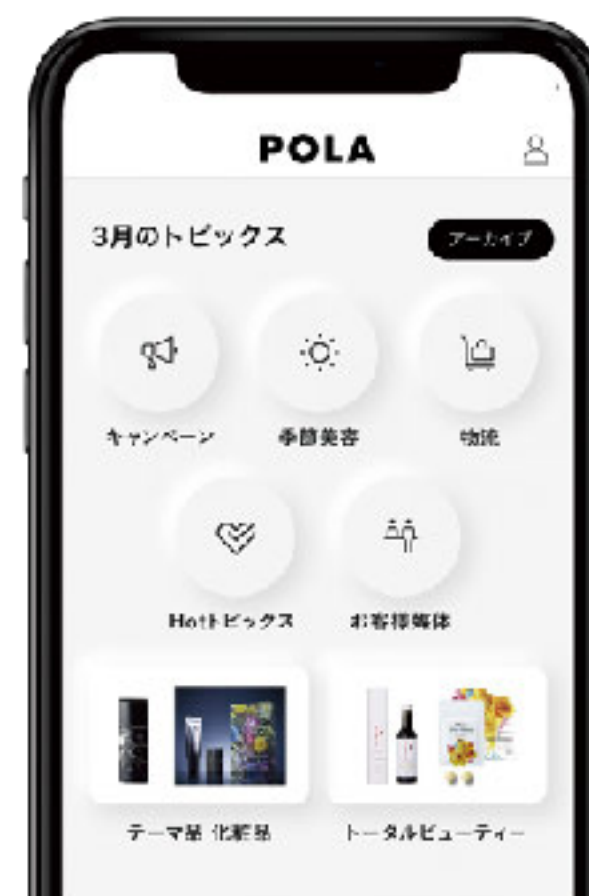 POLA
3月のトピックス
アーカイブ
キャンペーン 季節美容 物流
Hotトピックス お客様媒体
テーマ品 化粧品 トータルビューティー